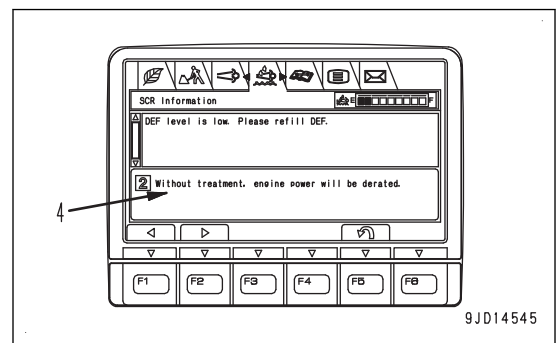 SCR Information
E F
DEF level is low. Please refill DEF.
2 Without treatment, engine power will be derated.
4
F1 F2 F3 F4 F5 F6
9JD14545